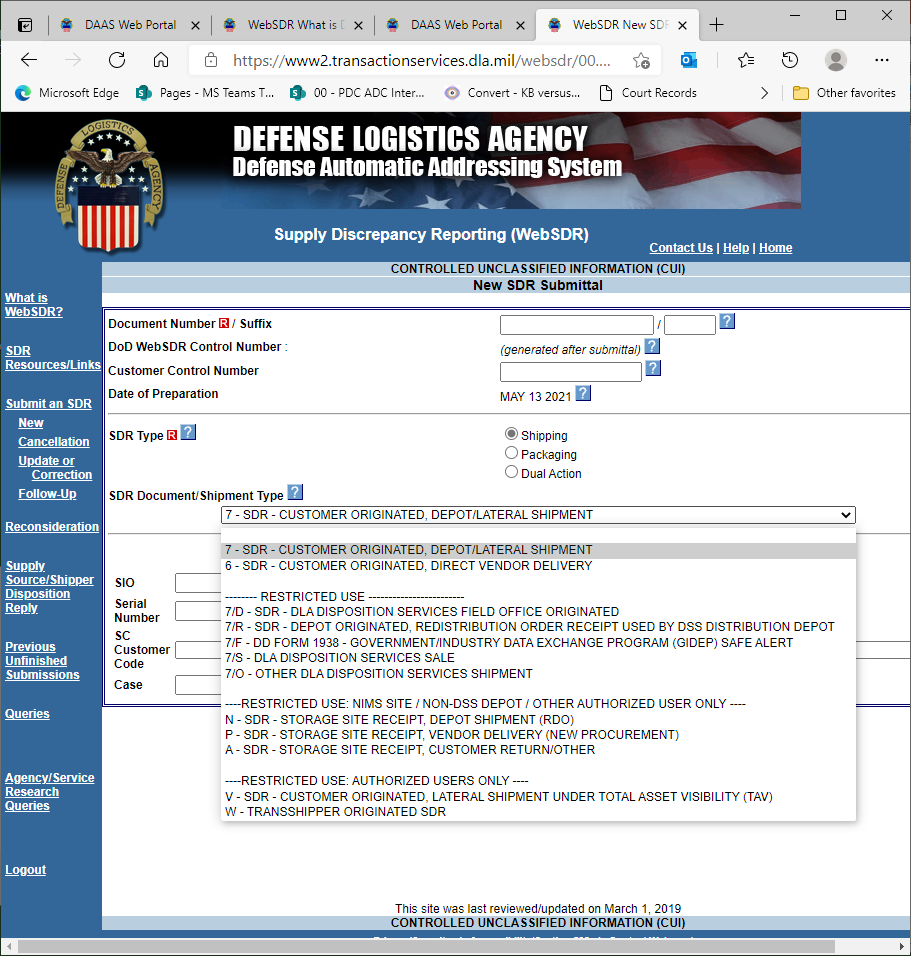 DAAS Web Portal
WebSDR What is D
DAAS Web Portal
WebSDR New SDR
https://www2.transactionservices.dla.mil/websdr/00....
Microsoft Edge
Pages - MS Teams T...
00 - PDC ADC Inter...
Convert - KB versus...
Court Records
Other favorites
DEFENSE LOGISTICS AGENCY
DEFENSE LOGISTICS AGENCY
Defense Automatic Addressing System
Supply Discrepancy Reporting (WebSDR)
Contact Us | Help | Home
CONTROLLED UNCLASSIFIED INFORMATION (CUI)
New SDR Submittal
What is
WebSDR?
SDR
Resources/Links
Submit an SDR
New
Cancellation
Update or
Correction
Follow-Up
Reconsideration
Supply
Source/Shipper
Disposition
Reply
Previous
Unfinished
Submissions
Queries
Agency/Service
Research
Queries
Logout
Document Number R / Suffix
/
?
DoD WebSDR Control Number :
(generated after submittal) ?
Customer Control Number
?
Date of Preparation
MAY 13 2021 ?
SDR Type R ?
Shipping
Packaging
Dual Action
SDR Document/Shipment Type ?
7 - SDR - CUSTOMER ORIGINATED, DEPOT/LATERAL SHIPMENT
7 - SDR - CUSTOMER ORIGINATED, DEPOT/LATERAL SHIPMENT
6 - SDR - CUSTOMER ORIGINATED, DIRECT VENDOR DELIVERY
-------- RESTRICTED USE ------------------------
7/D - SDR - DLA DISPOSITION SERVICES FIELD OFFICE ORIGINATED
7/R - SDR - DEPOT ORIGINATED, REDISTRIBUTION ORDER RECEIPT USED BY DSS DISTRIBUTION DEPOT
7/F - DD FORM 1938 - GOVERNMENT/INDUSTRY DATA EXCHANGE PROGRAM (GIDEP) SAFE ALERT
7/S - DLA DISPOSITION SERVICES SALE
7/O - OTHER DLA DISPOSITION SERVICES SHIPMENT
----RESTRICTED USE: NIMS SITE / NON-DSS DEPOT / OTHER AUTHORIZED USER ONLY ----
N - SDR - STORAGE SITE RECEIPT, DEPOT SHIPMENT (RDO)
P - SDR - STORAGE SITE RECEIPT, VENDOR DELIVERY (NEW PROCUREMENT)
A - SDR - STORAGE SITE RECEIPT, CUSTOMER RETURN/OTHER
----RESTRICTED USE: AUTHORIZED USERS ONLY ----
V - SDR - CUSTOMER ORIGINATED, LATERAL SHIPMENT UNDER TOTAL ASSET VISIBILITY (TAV)
W - TRANSSHIPPER ORIGINATED SDR
SIO
Serial
Number
SC
Customer
Code
Case
This site was last reviewed/updated on March 1, 2019
CONTROLLED UNCLASSIFIED INFORMATION (CUI)